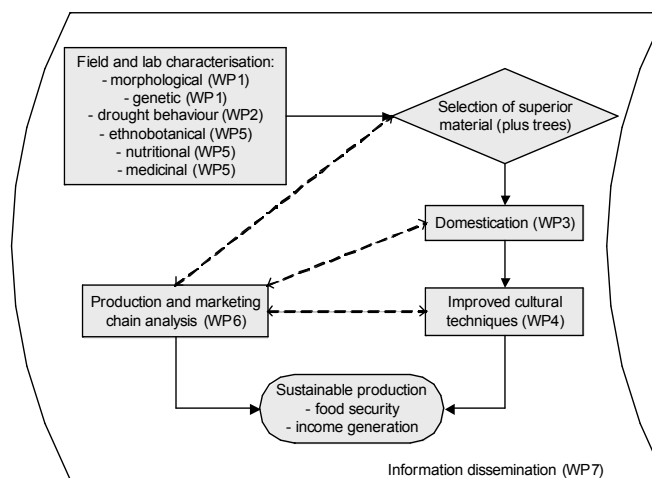 Field and lab characterisation:
- morphological (WP1)
- genetic (WP1)
- drought behaviour (WP2)
- ethnobotanical (WP5)
- nutritional (WP5)
- medicinal (WP5)
Selection of superior
material (plus trees)
Domestication (WP3)
Production and marketing
chain analysis (WP6)
Improved cultural
techniques (WP4)
Sustainable production
- food security
- income generation
Information dissemination (WP7)